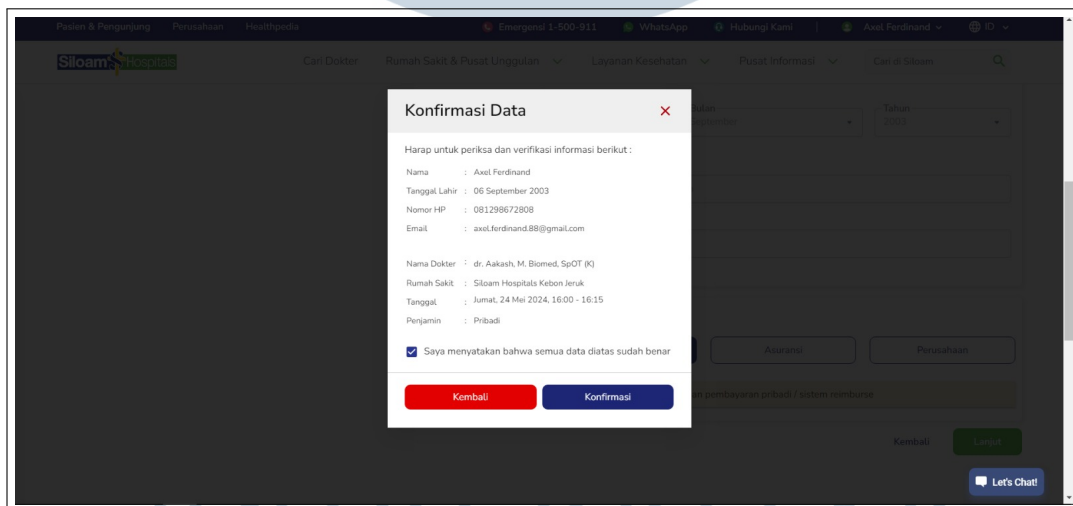 Pasien & Pengunjung Perusahaan Healthpedia Emergensi 1-500-911 WhatsApp Hubungi Kami Axel Ferdinand ID
Siloam Hospitals Cari Dokter Rumah Sakit & Pusat Unggulan Layanan Kesehatan Pusat Informasi Cari di Siloam
Konfirmasi Data
Tahun
2003
Harap untuk periksa dan verifikasi informasi berikut :
Nama : Axel Ferdinand
Tanggal Lahir : 06 September 2003
Nomor HP : 081298672808
Email : axel.ferdinand.88@gmail.com
Nama Dokter : dr. Aakash, M. Biomed, SpOT (K)
Rumah Sakit : Siloam Hospitals Kebon Jeruk
Tanggal : Jumat, 24 Mei 2024, 16:00 - 16:15
Penjamin : Pribadi
Saya menyatakan bahwa semua data diatas sudah benar
Asuransi Perusahaan
Kembali Konfirmasi
pembayaran pribadi / sistem reimburse
Kembali Lanjut
Let's Chat!